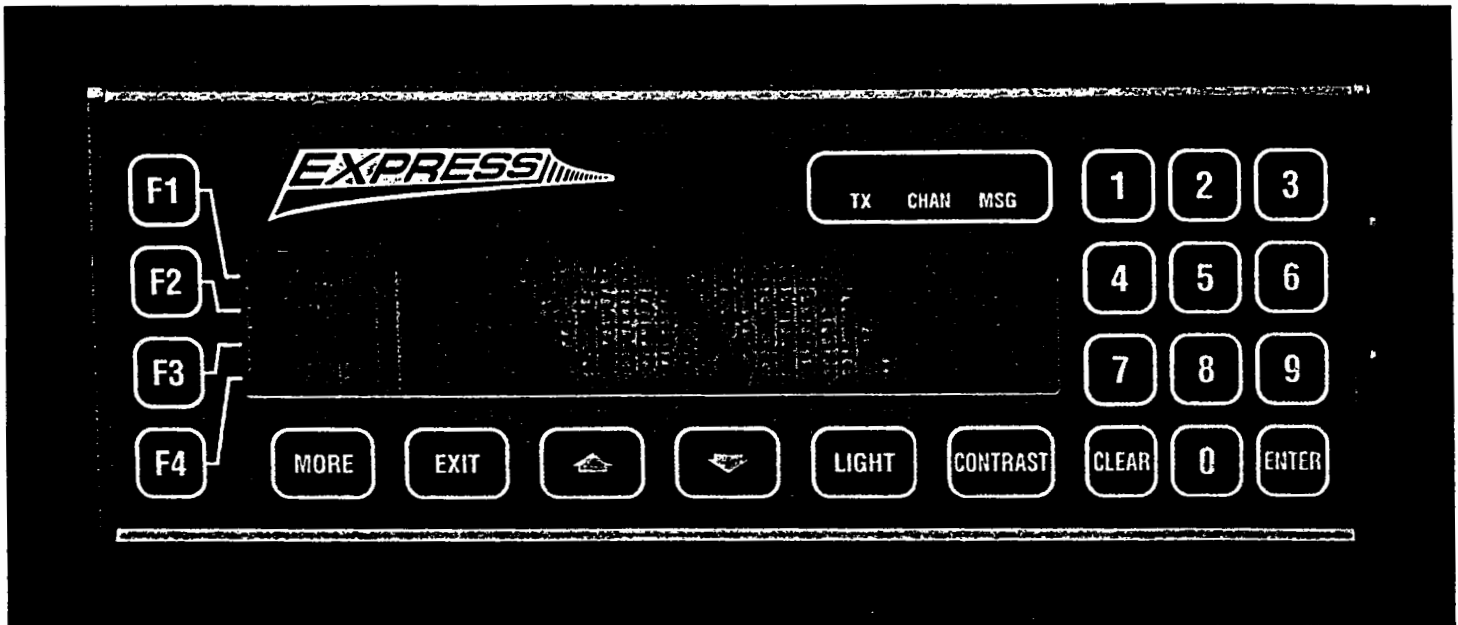 EXPRESS
TX CHAN MSG
F1
F2
F3
F4
1 2 3
4 5 6
7 8 9
MORE EXIT LIGHT CONTRAST CLEAR 0 ENTER